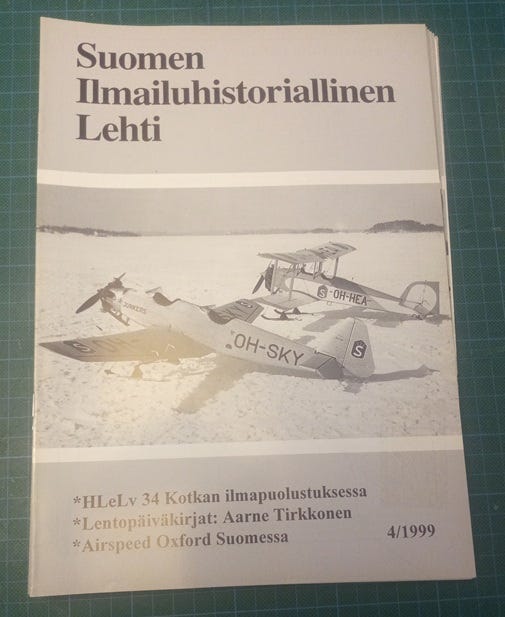 Suomen
Ilmailuhistoriallinen
Lehti
OH-HEA
S
JUNKERS
OH-SKY
S
*HLeLv 34 Kotkan ilmapuolustuksessa
*Lentopäiväkirjat: Aarne Tirkkonen
*Airspeed Oxford Suomessa
4/1999